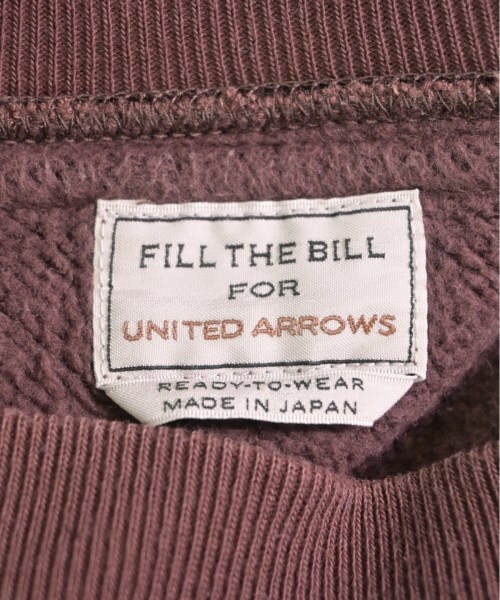 FILL THE BILL
FOR
UNITED ARROWS
READY-TO-WEAR
MADE IN JAPAN